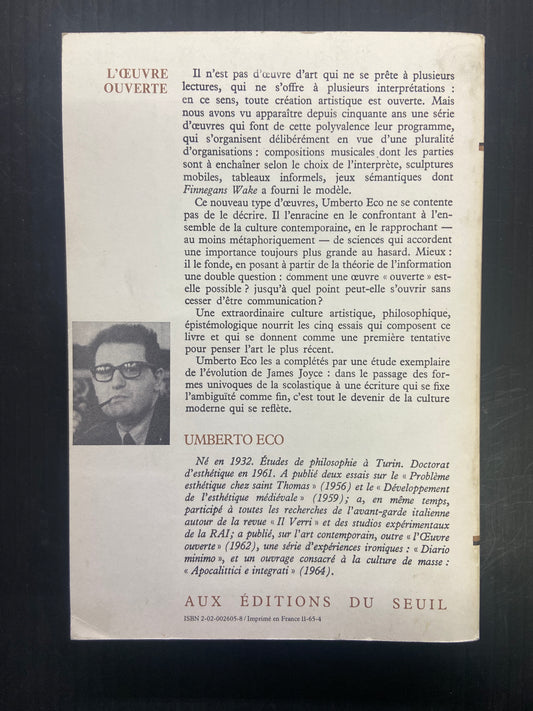 L'ŒUVRE
OUVERTE
Il n'est pas d'œuvre d'art qui ne se prête à plusieurs
lectures, qui ne s'offre à plusieurs interprétations :
en ce sens, toute création artistique est ouverte. Mais
nous avons vu apparaître depuis cinquante ans une série
d'œuvres qui font de cette polyvalence leur programme,
qui s'organisent délibérément en vue d'une pluralité
d'organisations : compositions musicales dont les parties
sont à enchaîner selon le choix de l'interprète, sculptures
mobiles, tableaux informels, jeux sémantiques dont
Finnegans Wake a fourni le modèle.
Ce nouveau type d'œuvres, Umberto Eco ne se contente
pas de le décrire. Il l'enracine en le confrontant à l'en-
semble de la culture contemporaine, en le rapprochant —
au moins métaphoriquement — de sciences qui accordent
une importance toujours plus grande au hasard. Mieux :
il le fonde, en posant à partir de la théorie de l'information
une double question : comment une œuvre « ouverte » est-
elle possible ? jusqu'à quel point peut-elle s'ouvrir sans
cesser d'être communication ?
Une extraordinaire culture artistique, philosophique,
épistémologique nourrit les cinq essais qui composent ce
livre et qui se donnent comme une première tentative
pour penser l'art le plus récent.
Umberto Eco les a complétés par une étude exemplaire
de l'évolution de James Joyce : dans le passage des for-
mes univoques de la scolastique à une écriture qui se fixe
l'ambiguïté comme fin, c'est tout le devenir de la culture
moderne qui se reflète.
UMBERTO ECO
Né en 1932. Études de philosophie à Turin. Doctorat
d'esthétique en 1961. A publié deux essais sur le « Problème
esthétique chez saint Thomas » (1956) et le « Développement
de l'esthétique médiévale » (1959) ; a, en même temps,
participé à toutes les recherches de l'avant-garde italienne
autour de la revue « Il Verri » et des studios expérimentaux
de la RAI; a publié, sur l'art contemporain, outre « l'Œuvre
ouverte » (1962), une série d'expériences ironiques : « Diario
minimo », et un ouvrage consacré à la culture de masse :
« Apocalittici e integrati » (1964).
AUX ÉDITIONS DU SEUIL
ISBN 2-02-002605-8 / Imprimé en France 11-65-4